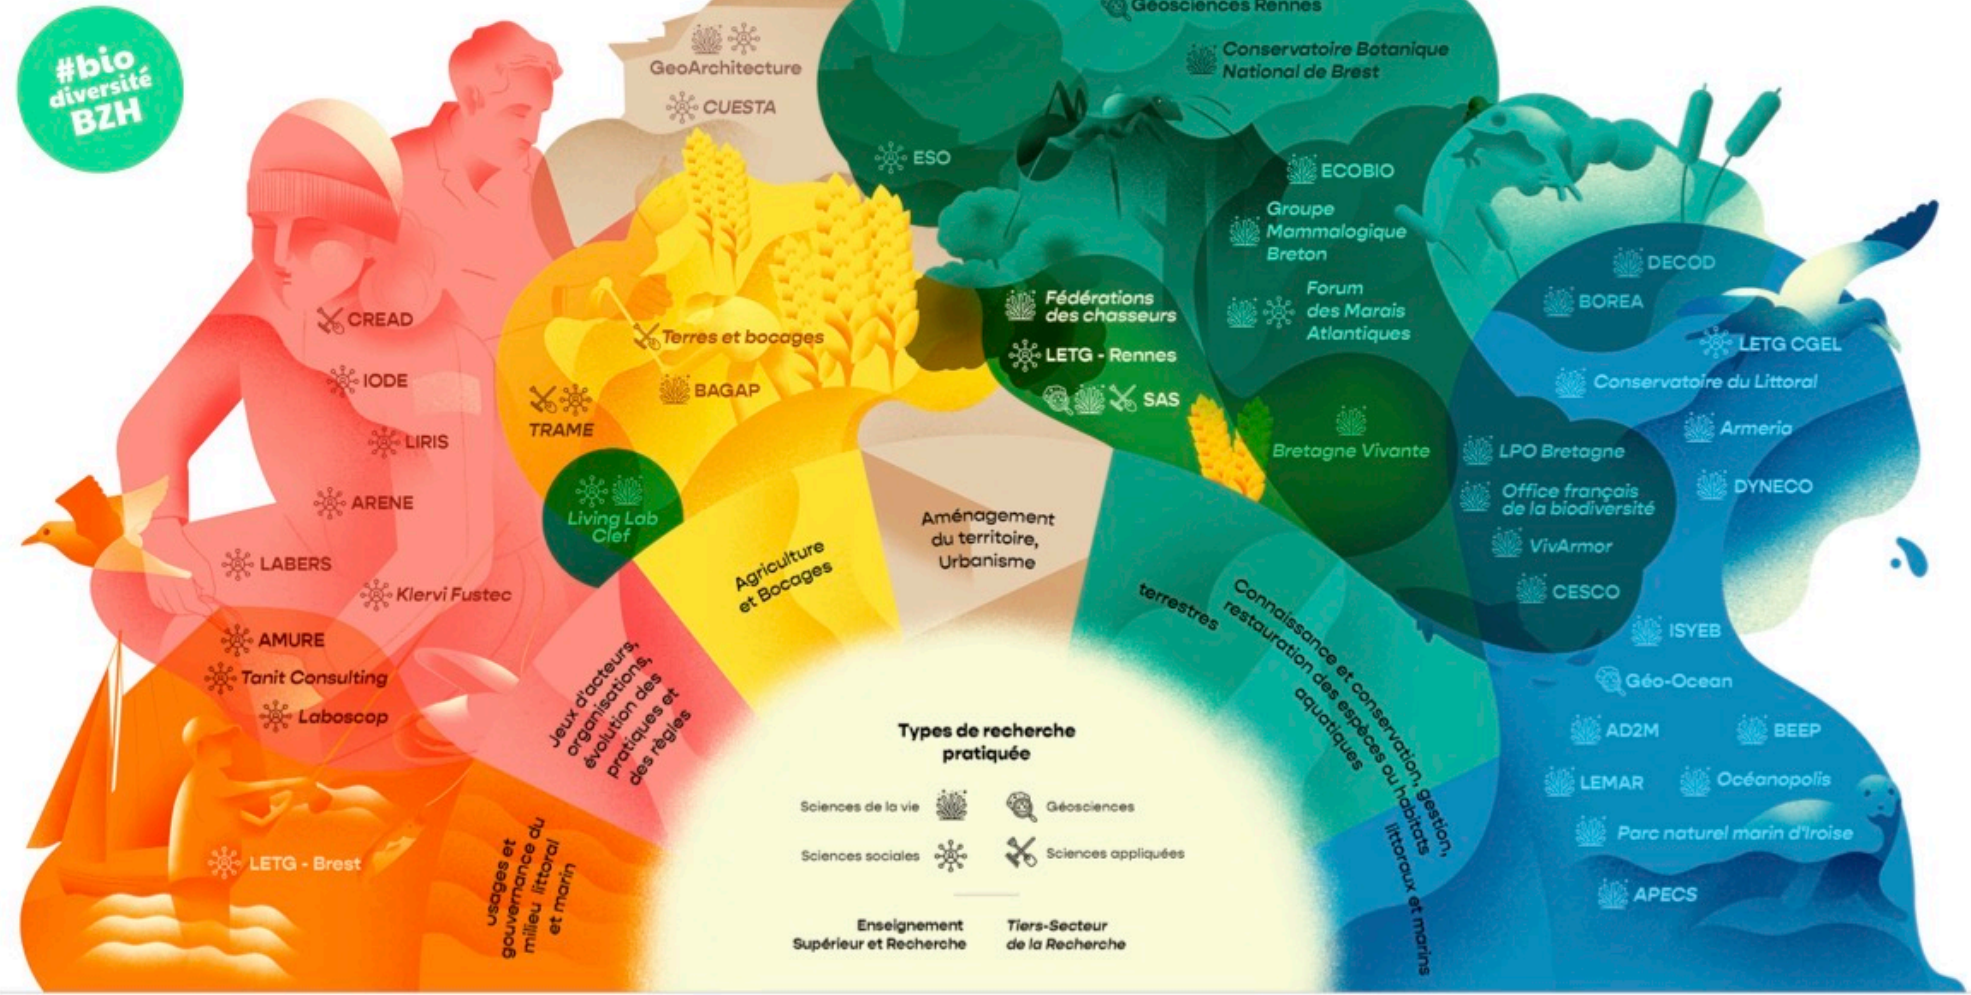 #bio
diversité
BZH
GeoArchitecture
CUESTA
Géosciences Rennes
Conservatoire Botanique
National de Brest
ESO
ECOBIO
Groupe
Mammalogique
Breton
Forum
des Marais
Atlantiques
Fédérations
des chasseurs
LETG - Rennes
SAS
Bretagne Vivante
CREAD
IODE
LIRIS
ARENE
LABERS
Klervi Fustec
AMURE
Tanit Consulting
Laboscop
LETG - Brest
Terres et bocages
BAGAP
TRAME
Living Lab
Clef
DECOD
BOREA
LETG CGEL
Conservatoire du Littoral
Armeria
LPO Bretagne
DYNECO
Office français
de la biodiversité
VivArmor
CESCO
ISYEB
Géo-Ocean
AD2M
BEEP
LEMAR
Océanopolis
Parc naturel marin d'Iroise
APECS
Usages et
gouvernance du
milieu littoral
et marin
Jeux d'acteurs,
organisations,
évolution des
pratiques et
des règles
Agriculture
et Bocages
Aménagement
du territoire,
Urbanisme
Connaissance et conservation, gestion,
restauration des espèces ou habitats
terrestres
aquatiques
littoraux et marins
Types de recherche
pratiquée
Sciences de la vie
Géosciences
Sciences sociales
Sciences appliquées
Enseignement
Supérieur et Recherche
Tiers-Secteur
de la Recherche